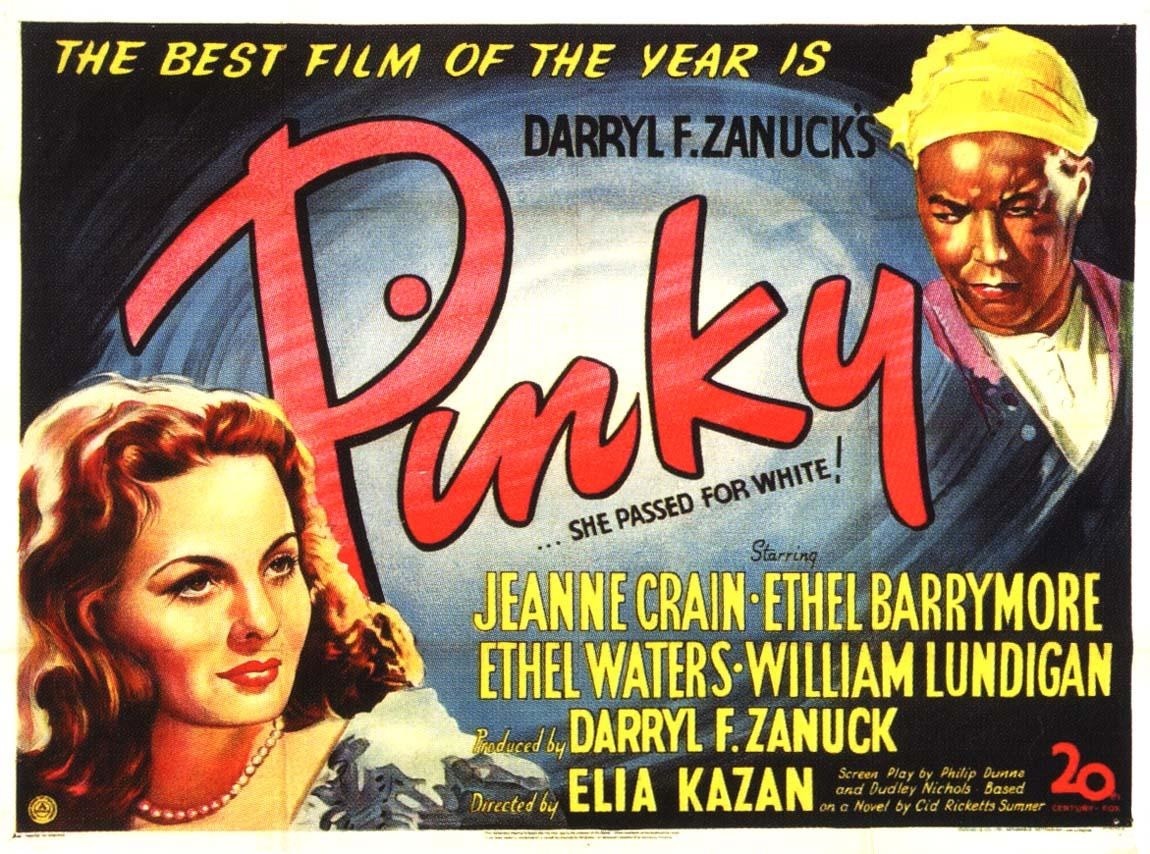 THE BEST FILM OF THE YEAR IS
DARRYL F. ZANUCK'S
Pinky
... SHE PASSED FOR WHITE!
Starring
JEANNE CRAIN · ETHEL BARRYMORE
ETHEL WATERS · WILLIAM LUNDIGAN
Produced by DARRYL F. ZANUCK
Directed by ELIA KAZAN
Screen Play by Philip Dunne
and Dudley Nichols · Based
on a Novel by Cid Ricketts Sumner
20th
CENTURY-FOX